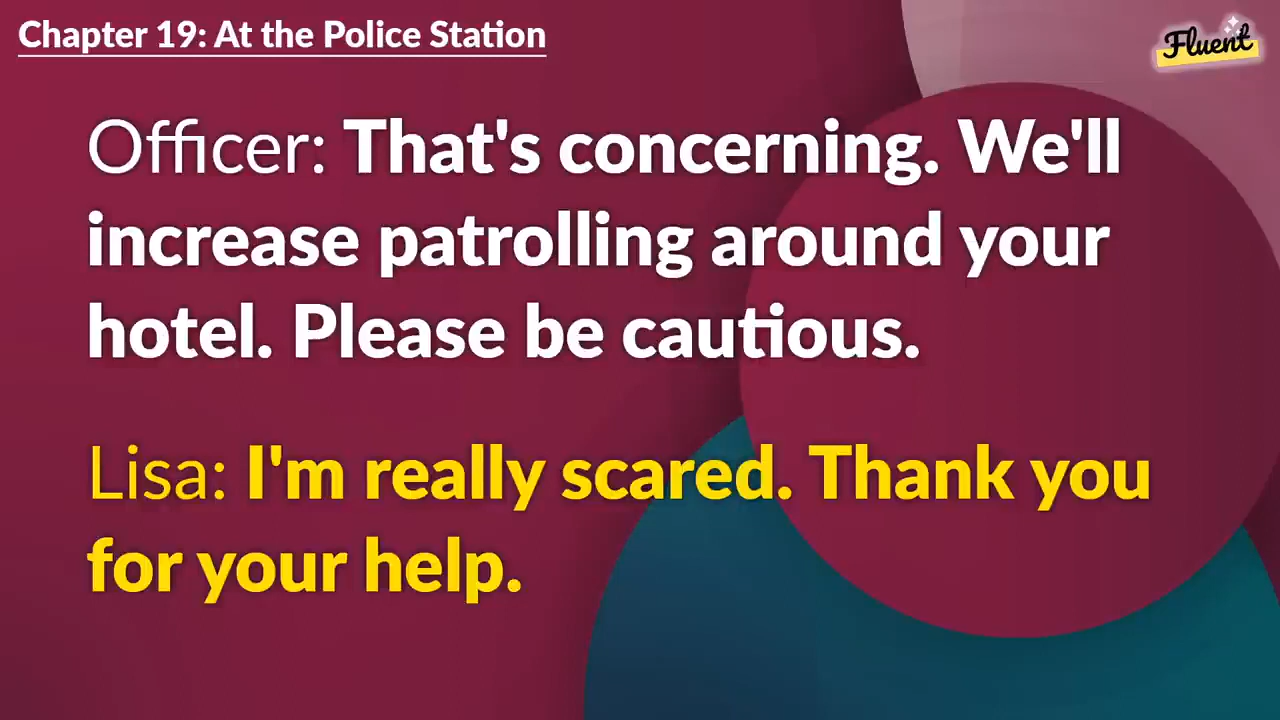 Chapter 19: At the Police Station
Fluent
Officer: That's concerning. We'll
increase patrolling around your
hotel. Please be cautious.
Lisa: I'm really scared. Thank you
for your help.